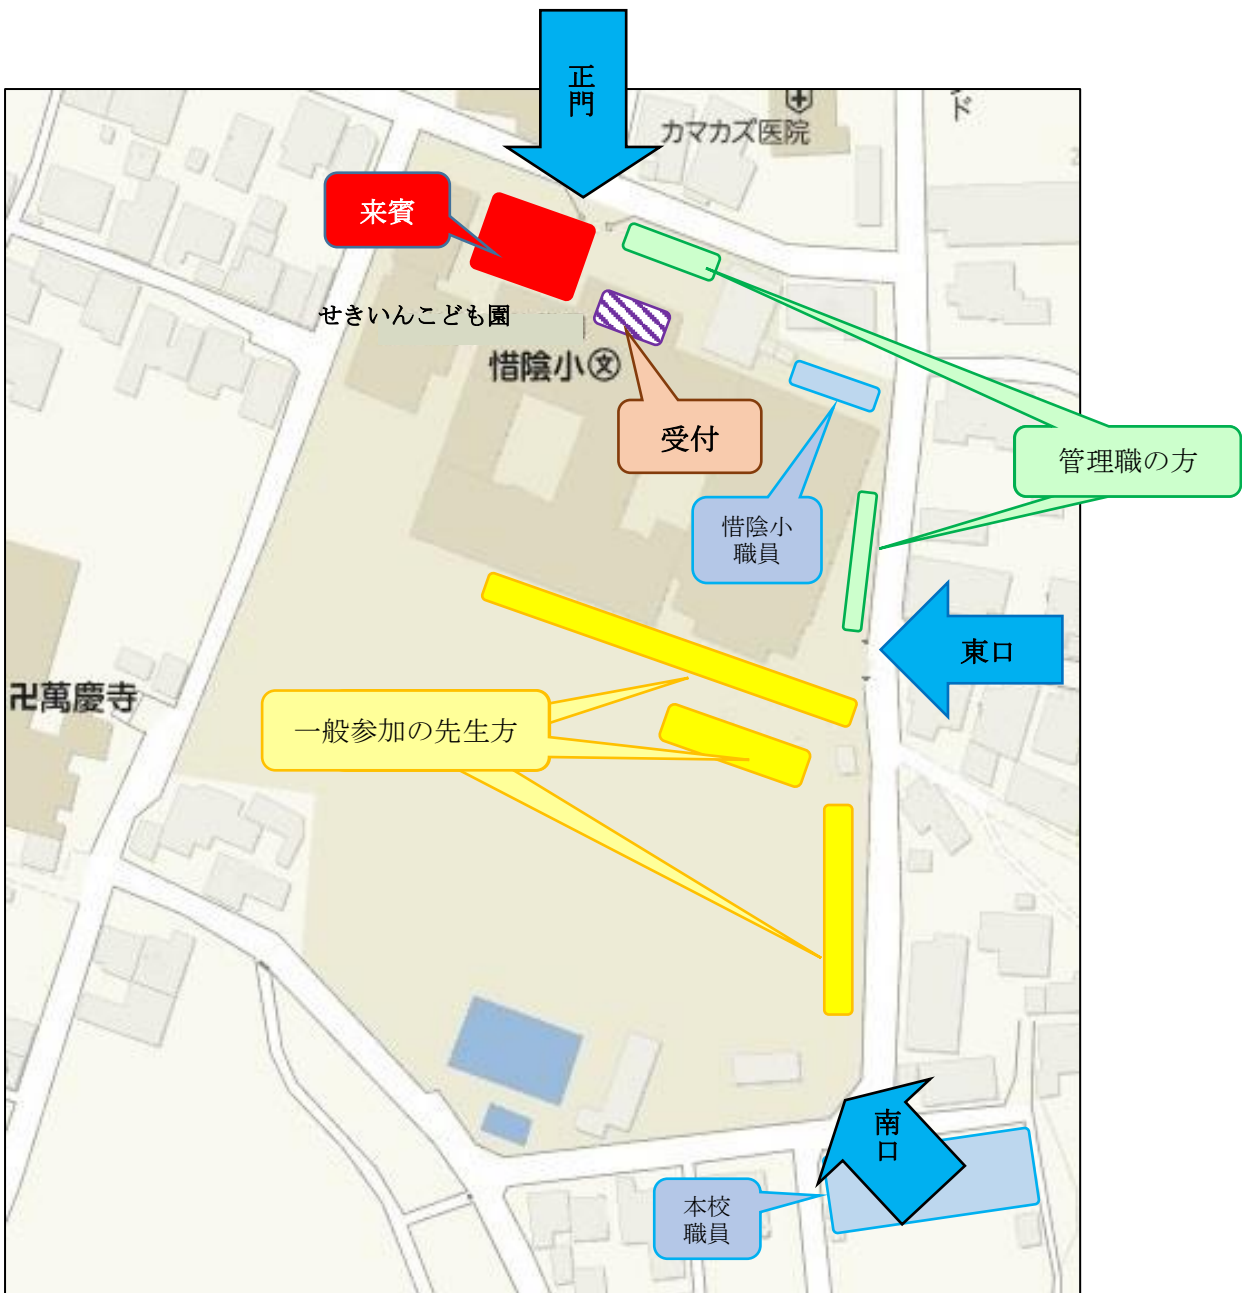 正門
カマカズ医院
ド
来賓
せきいんこども園
惜陰小
文
受付
管理職の方
惜陰小
職員
東口
卍萬慶寺
一般参加の先生方
南口
本校
職員